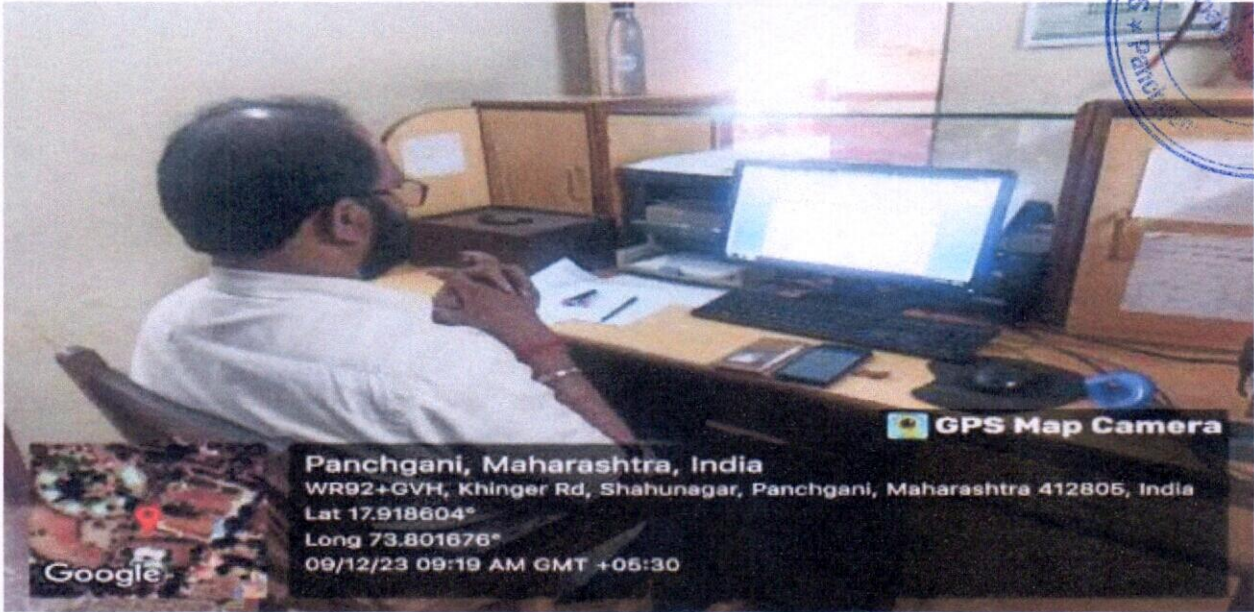 Panchg
GPS Map Camera
Panchgani, Maharashtra, India
WR92+GVH, Khinger Rd, Shahunagar, Panchgani, Maharashtra 412805, India
Lat 17.918604°
Long 73.801676°
09/12/23 09:19 AM GMT +05:30
Google